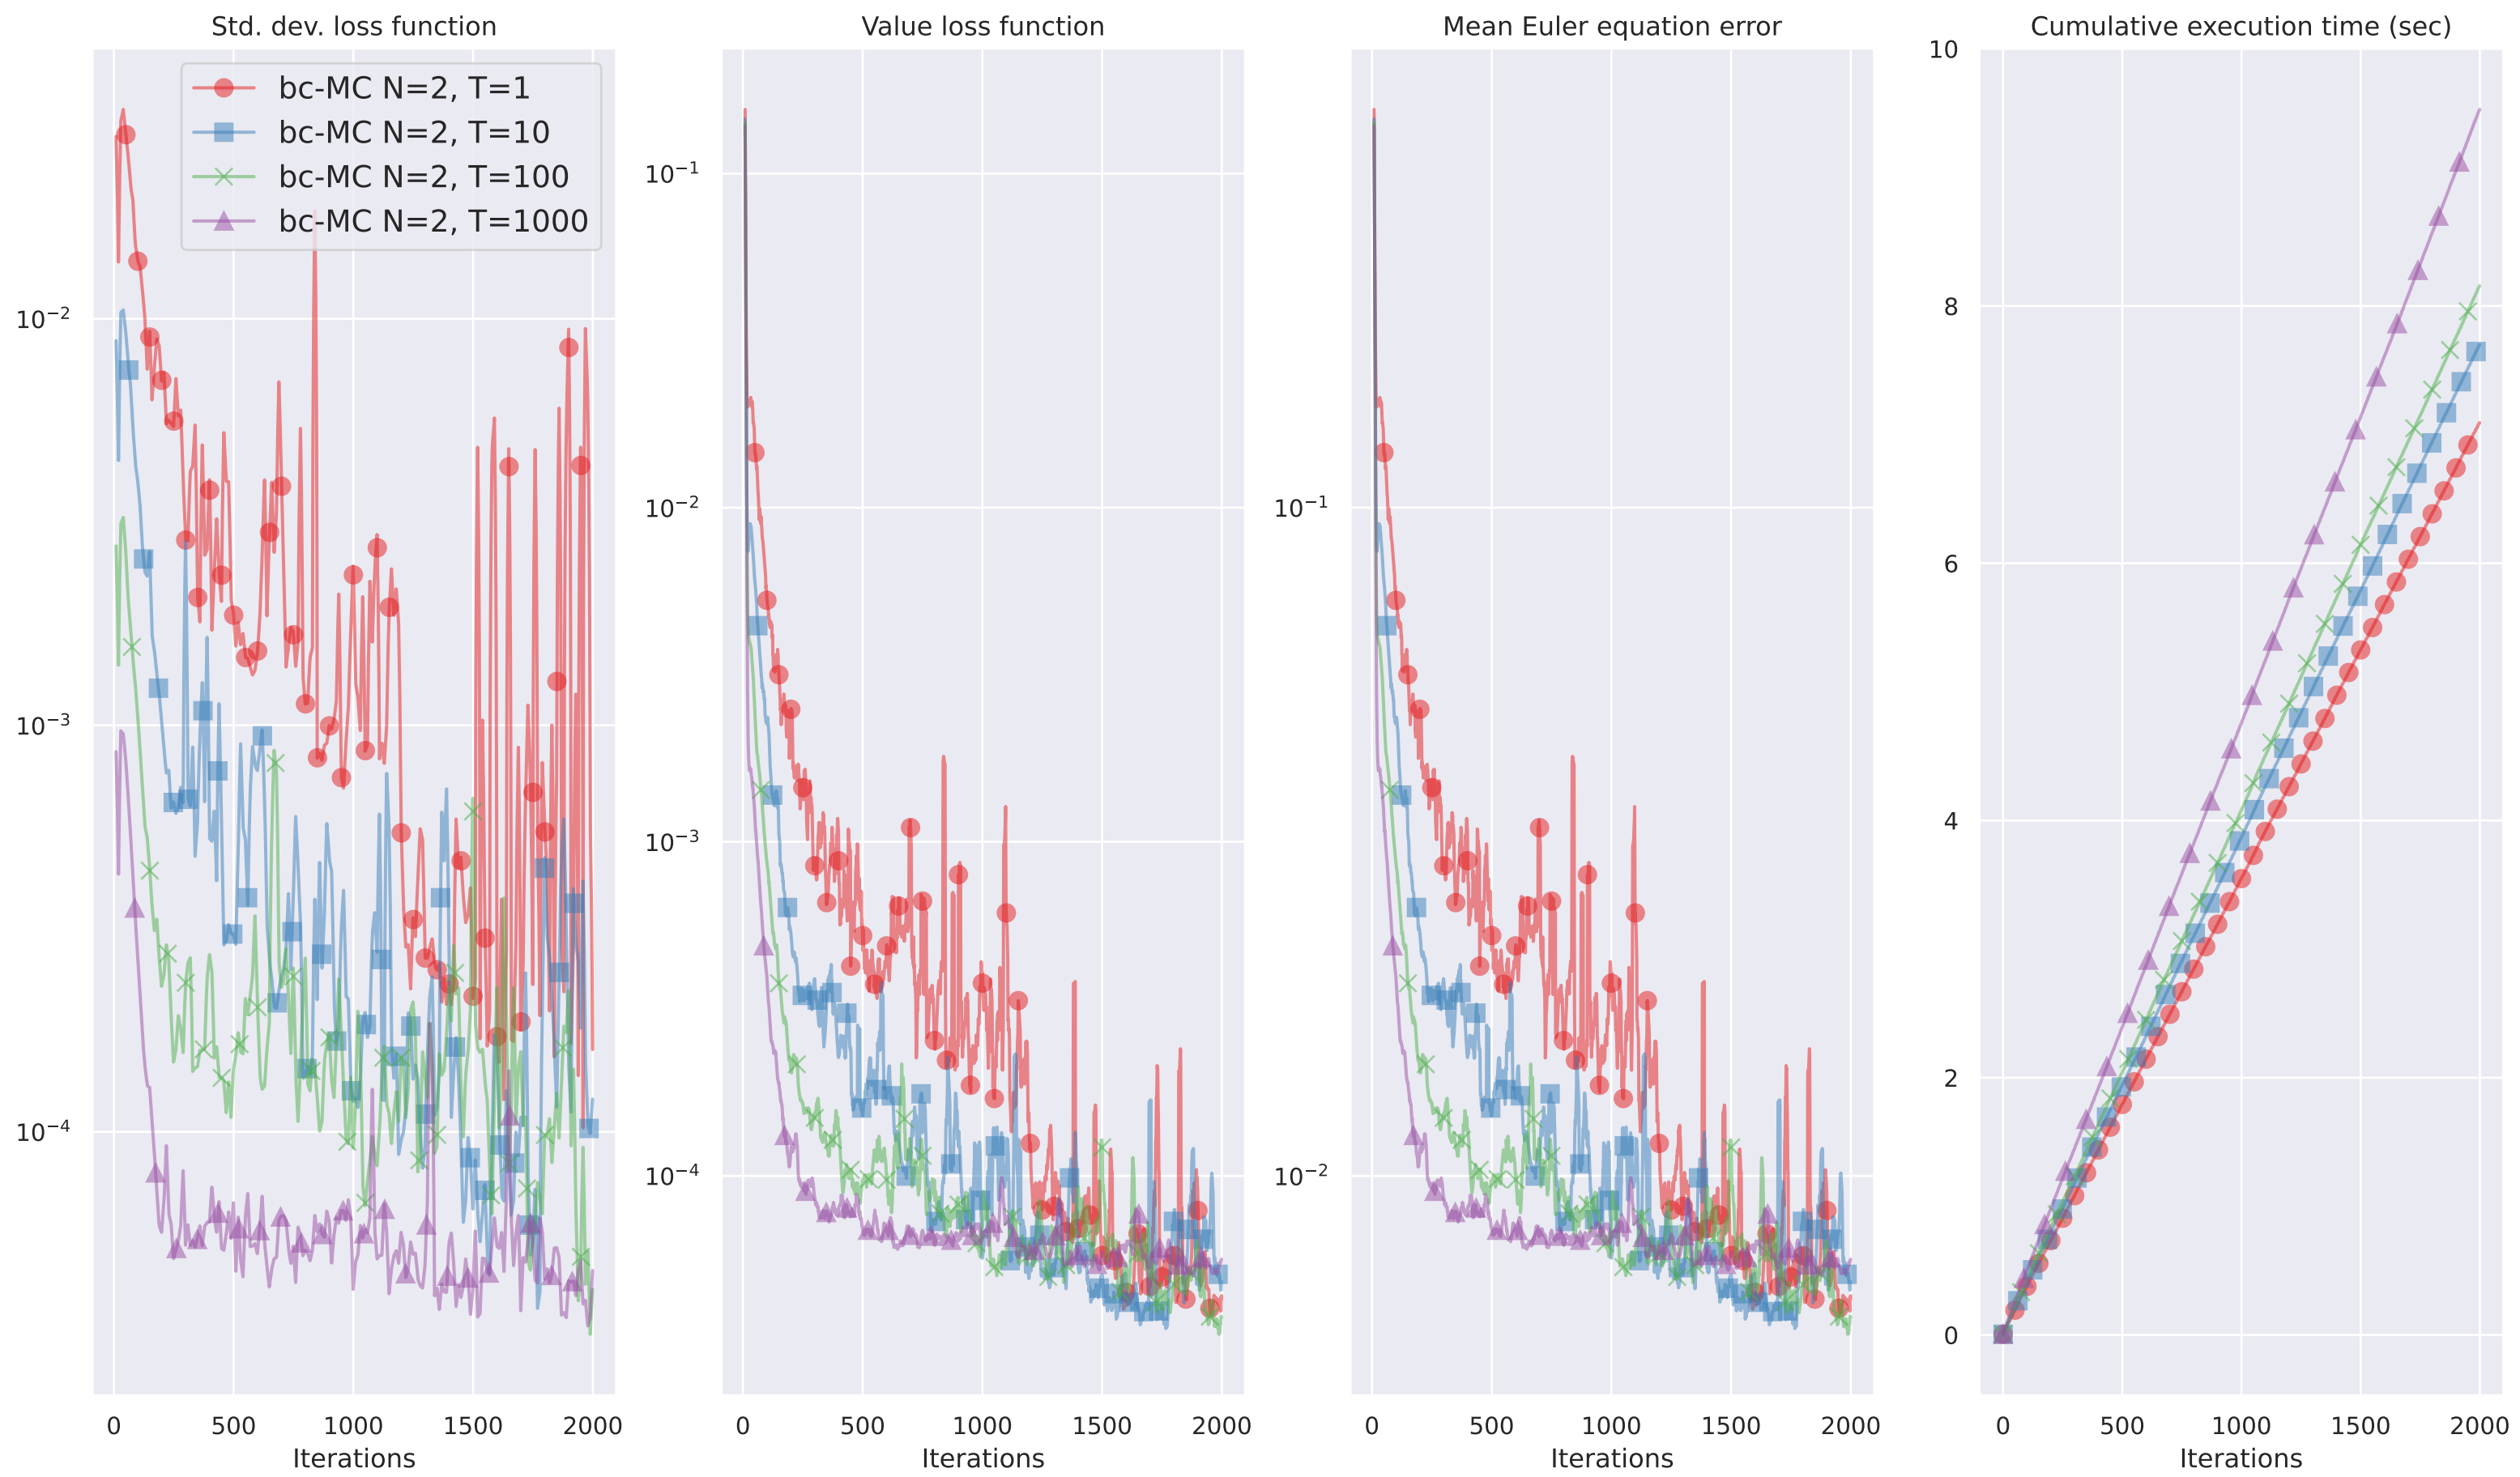 Std. dev. loss function
Value loss function
Mean Euler equation error
Cumulative execution time (sec)
bc-MC N=2, T=1
bc-MC N=2, T=10
bc-MC N=2, T=100
bc-MC N=2, T=1000
10⁻²
10⁻³
10⁻⁴
0 500 1000 1500 2000
Iterations
10⁻¹
10⁻²
10⁻³
10⁻⁴
0 500 1000 1500 2000
Iterations
10⁻¹
10⁻²
0 500 1000 1500 2000
Iterations
10
8
6
4
2
0
0 500 1000 1500 2000
Iterations